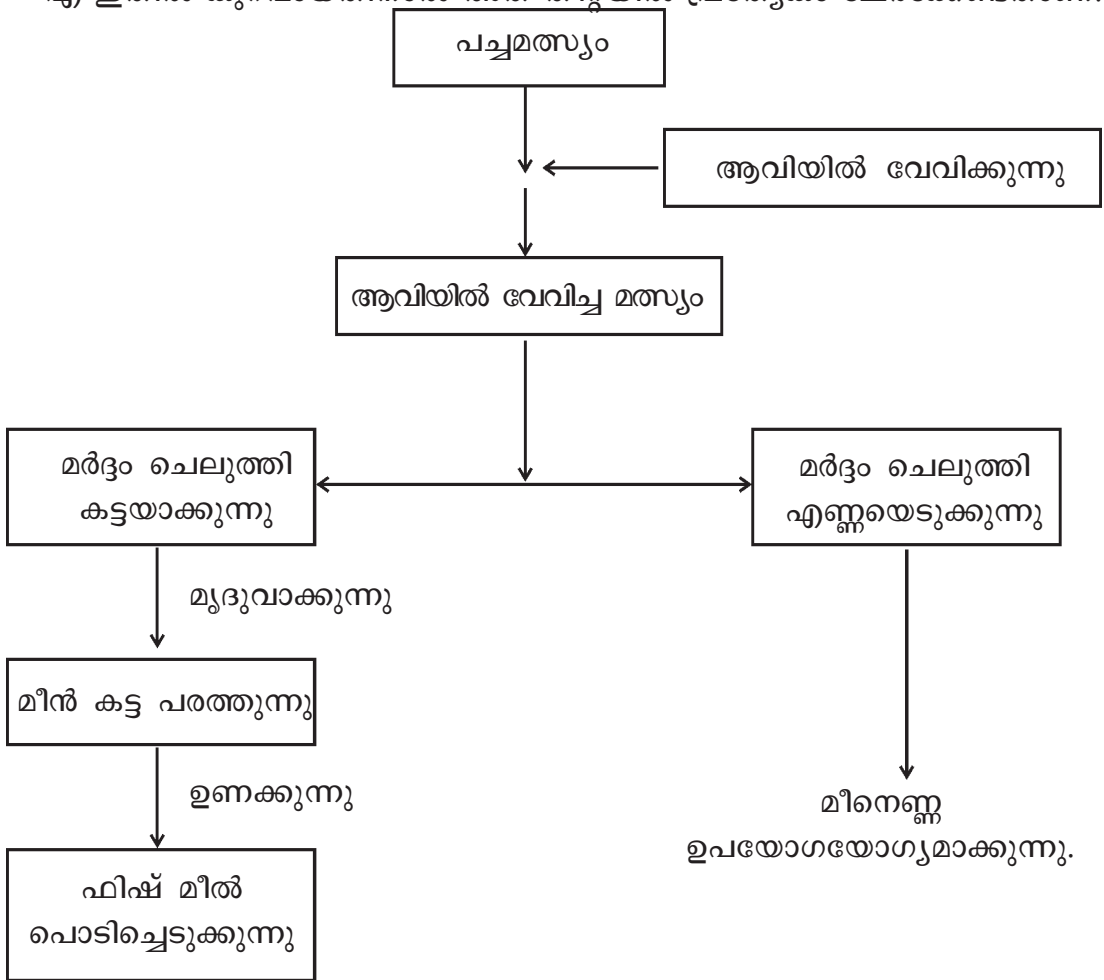 പച്ചമത്സ്യം
ആവിയിൽ വേവിക്കുന്നു
ആവിയിൽ വേവിച്ച മത്സ്യം
മർദ്ദം ചെലുത്തി
കട്ടയാക്കുന്നു
മർദ്ദം ചെലുത്തി
എണ്ണയെടുക്കുന്നു
മൃദുവാക്കുന്നു
മീൻ കട്ട പരത്തുന്നു
ഉണക്കുന്നു
മീനെണ്ണ
ഉപയോഗയോഗ്യമാക്കുന്നു.
ഫിഷ് മീൽ
പൊടിച്ചെടുക്കുന്നു